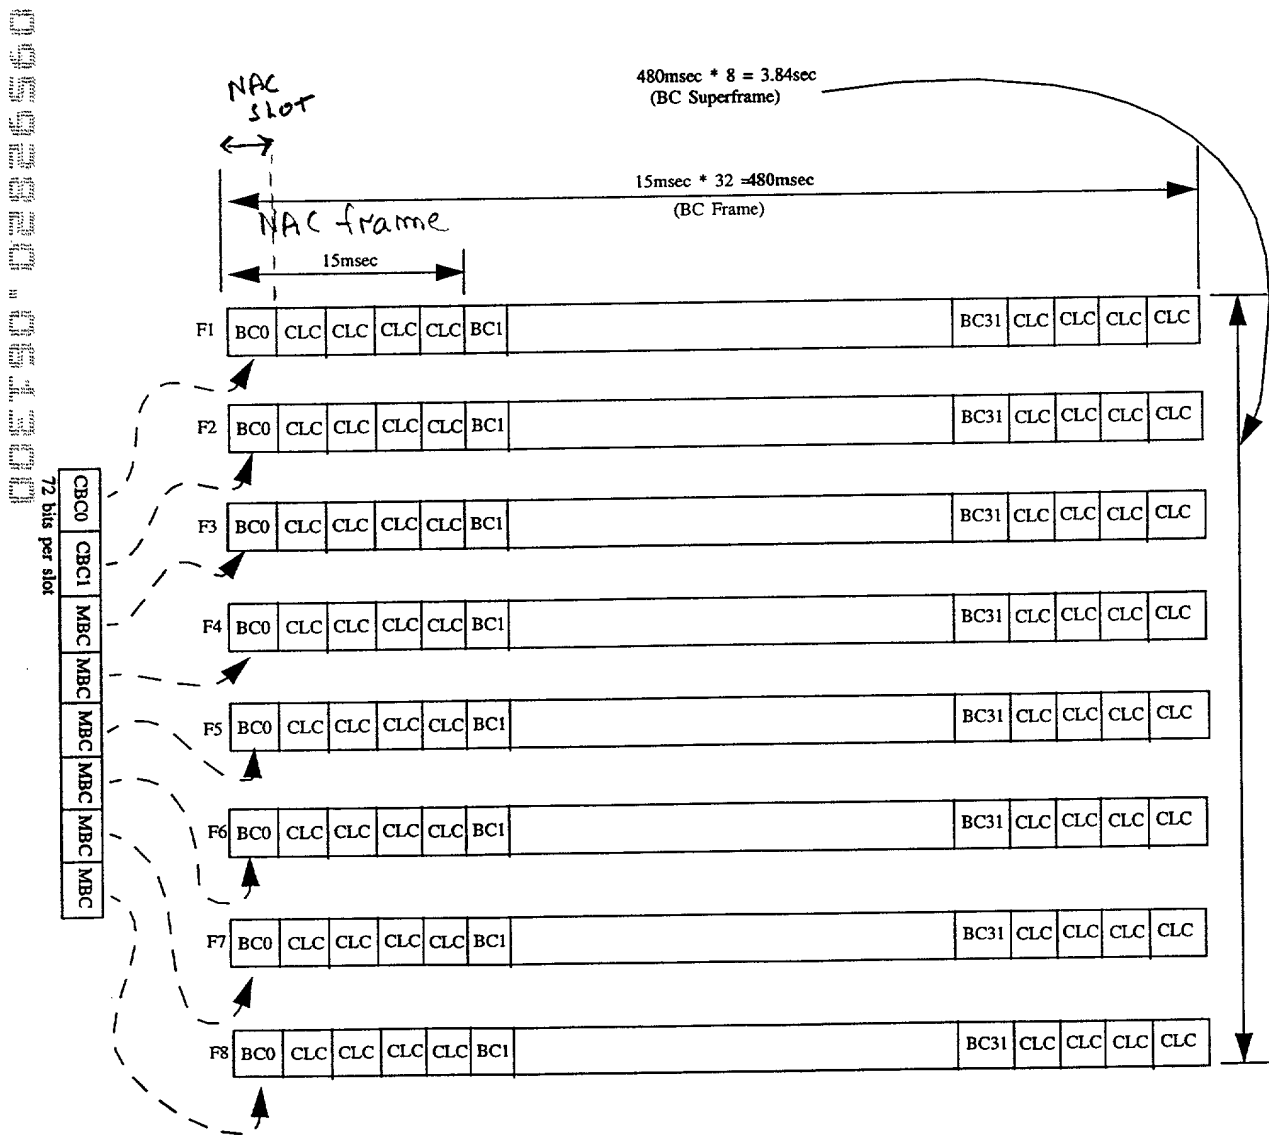 NAC
SLOT
480msec * 8 = 3.84sec
(BC Superframe)
15msec * 32 =480msec
(BC Frame)
NAC frame
15msec
F1 BC0 CLC CLC CLC CLC BC1 BC31 CLC CLC CLC CLC
F2 BC0 CLC CLC CLC CLC BC1 BC31 CLC CLC CLC CLC
F3 BC0 CLC CLC CLC CLC BC1 BC31 CLC CLC CLC CLC
F4 BC0 CLC CLC CLC CLC BC1 BC31 CLC CLC CLC CLC
F5 BC0 CLC CLC CLC CLC BC1 BC31 CLC CLC CLC CLC
F6 BC0 CLC CLC CLC CLC BC1 BC31 CLC CLC CLC CLC
F7 BC0 CLC CLC CLC CLC BC1 BC31 CLC CLC CLC CLC
F8 BC0 CLC CLC CLC CLC BC1 BC31 CLC CLC CLC CLC
CBC0 CBC1 MBC MBC MBC MBC MBC MBC
72 bits per slot